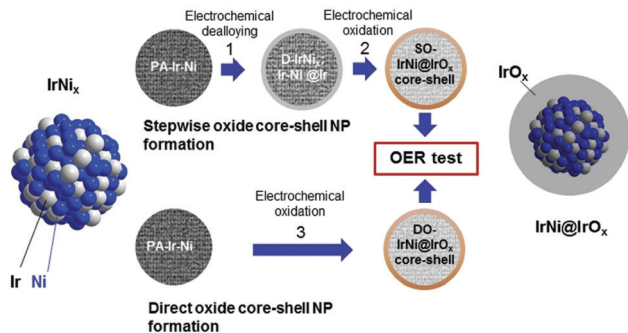 IrNiₓ
Ir Ni
Electrochemical
dealloying
1
Electrochemical
oxidation
2
PA-Ir-Ni
D-IrNiₓ:
Ir-Ni @Ir
SO-
IrNi@IrOₓ
core-shell
Stepwise oxide core-shell NP
formation
OER test
Electrochemical
oxidation
3
PA-Ir-Ni
DO-
IrNi@IrOₓ
core-shell
Direct oxide core-shell NP
formation
IrOₓ
IrNi@IrOₓ